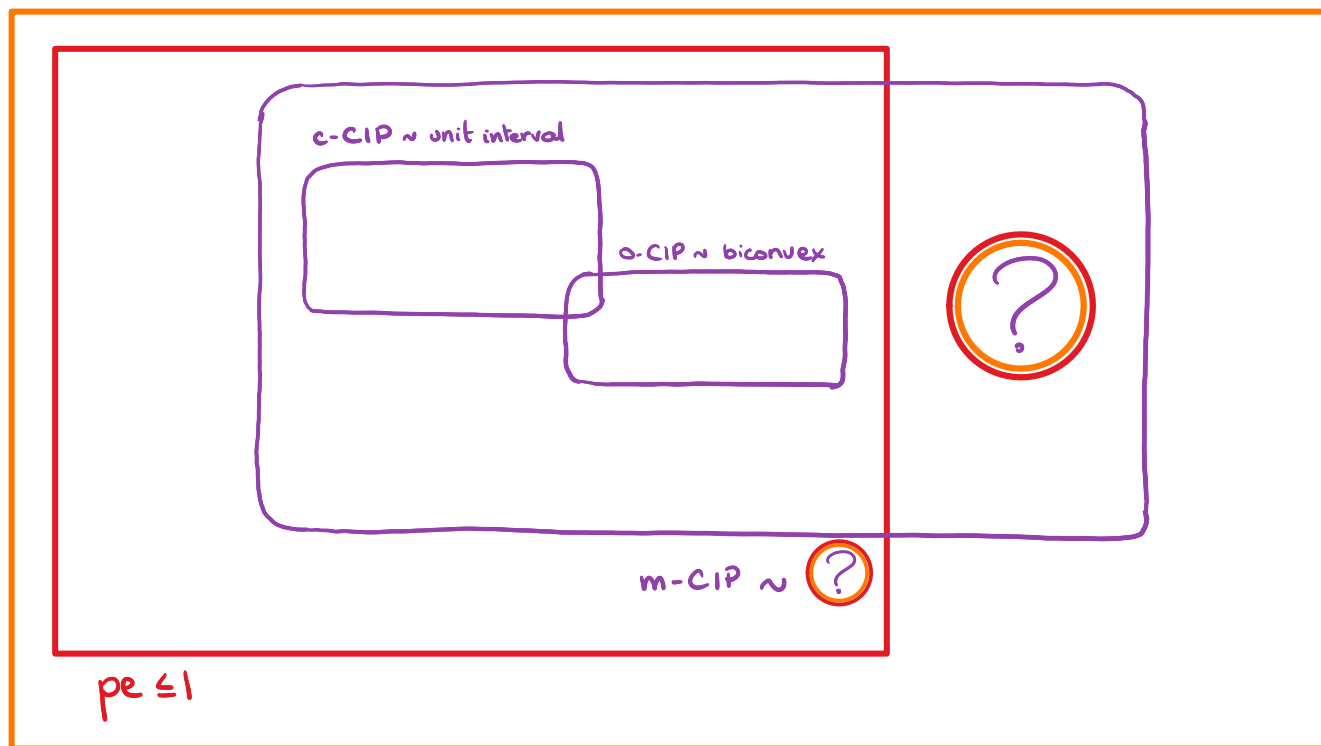 c-CIP ~ unit interval
o-CIP ~ biconvex
?
m-CIP ~ ?
pe ≤ 1